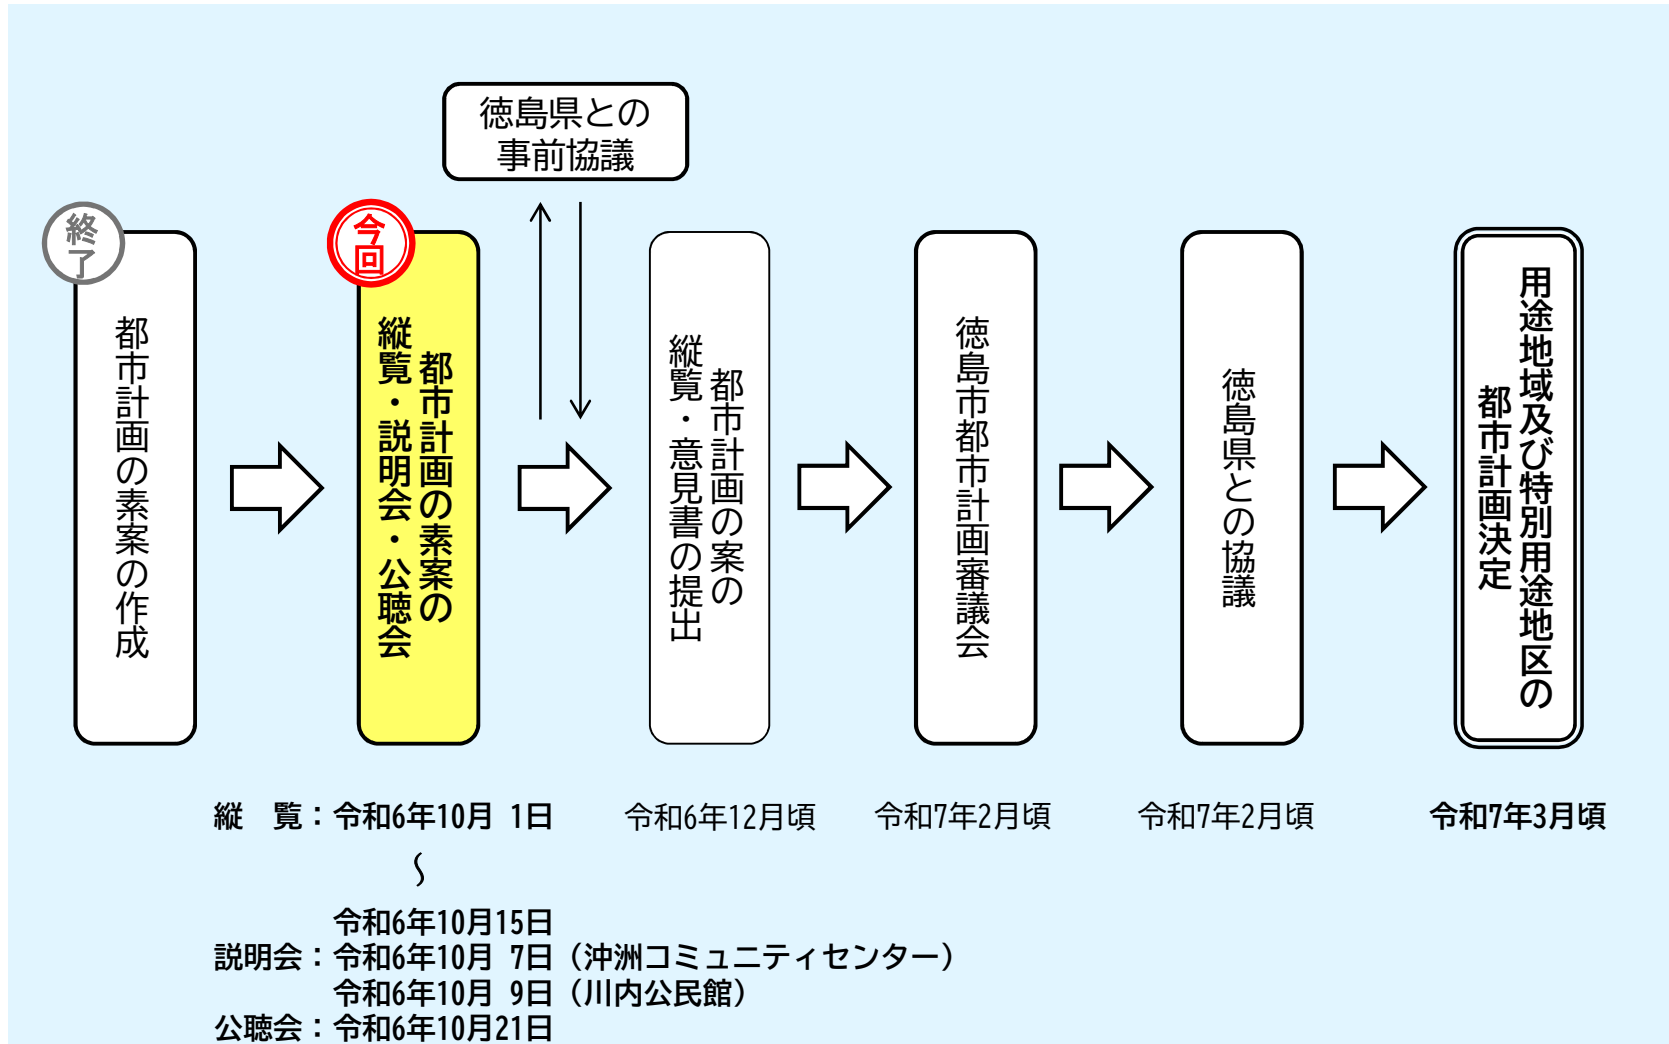 徳島県との
事前協議
終了
都市計画の素案の作成
今回
都市計画の素案の
縦覧・説明会・公聴会
都市計画の案の
縦覧・意見書の提出
徳島市都市計画審議会
徳島県との協議
用途地域及び特別用途地区の
都市計画決定
縦　覧：令和6年10月 1日
～
令和6年10月15日
説明会：令和6年10月 7日（沖洲コミュニティセンター）
令和6年10月 9日（川内公民館）
公聴会：令和6年10月21日
令和6年12月頃
令和7年2月頃
令和7年2月頃
令和7年3月頃